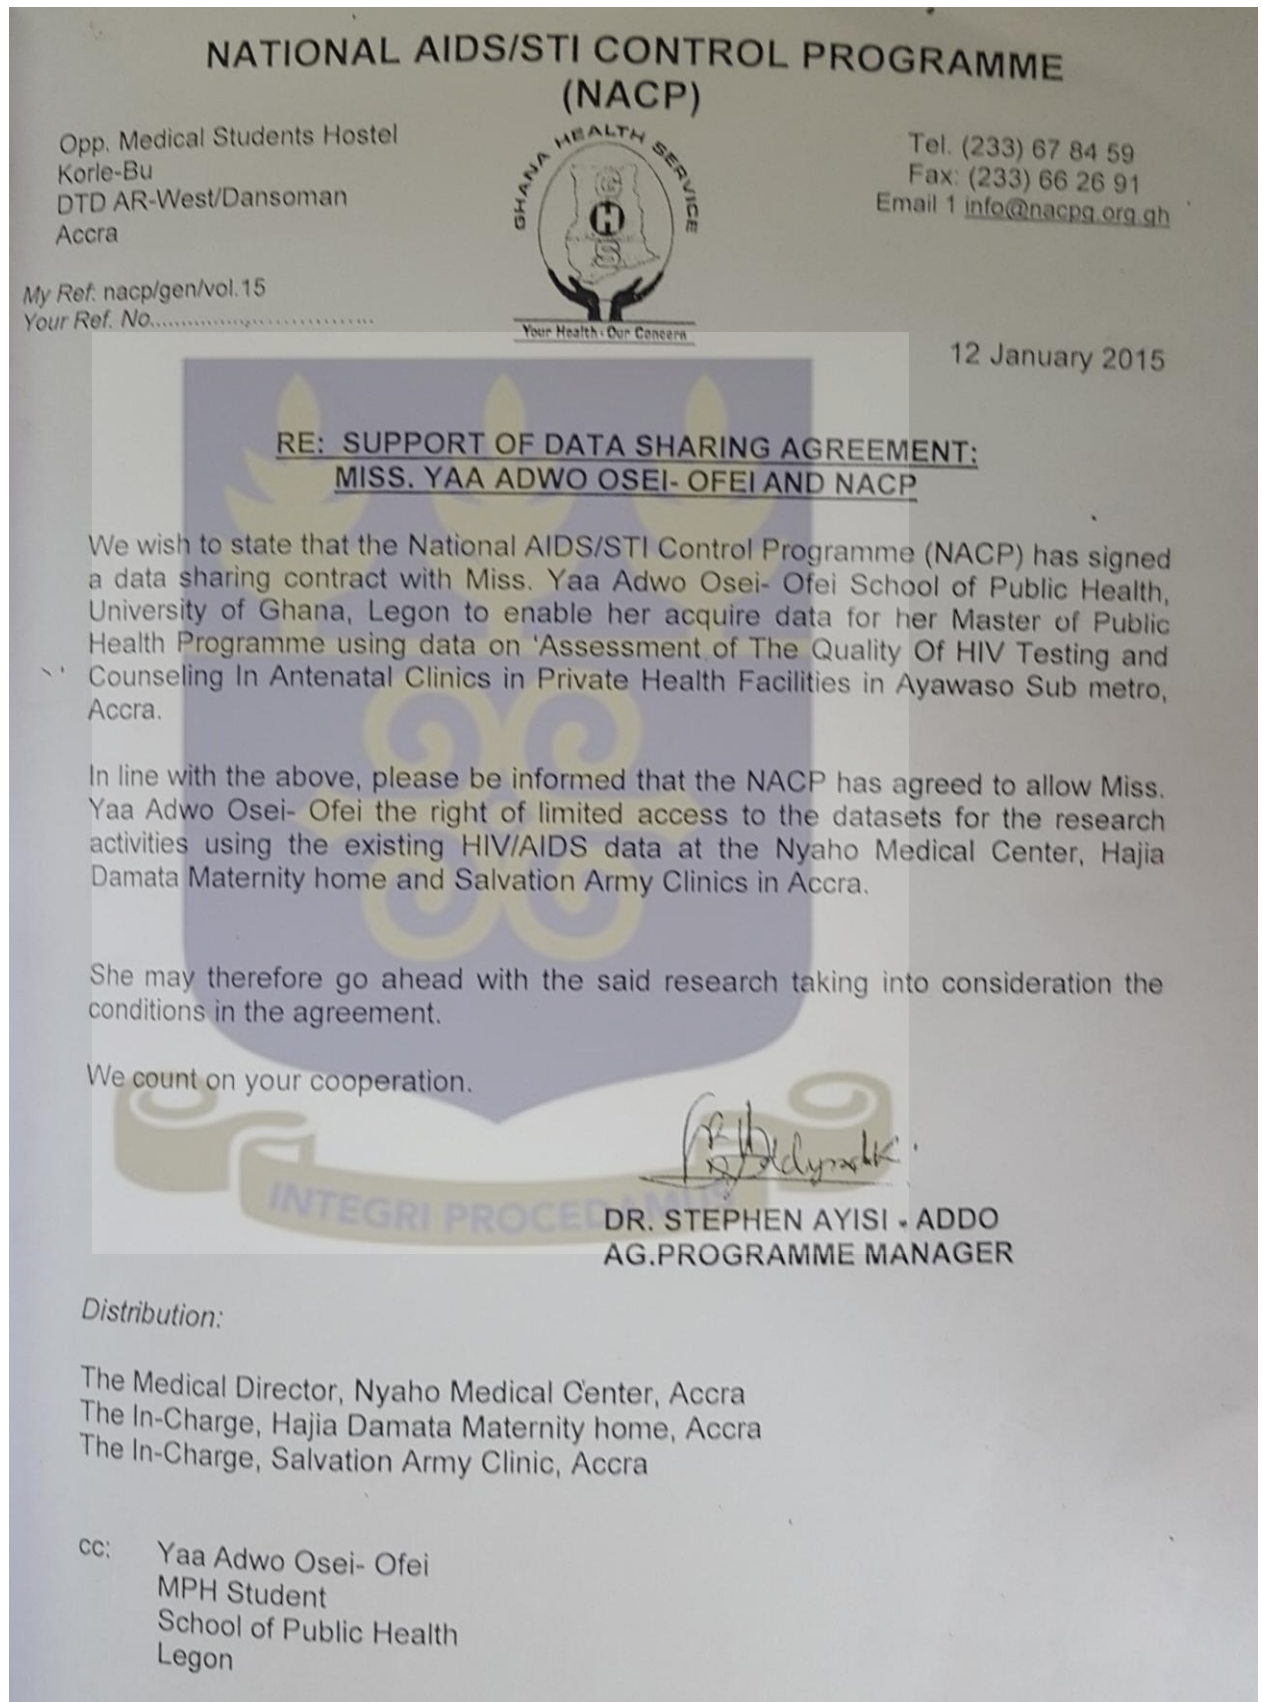 NATIONAL AIDS/STI CONTROL PROGRAMME
(NACP)
Opp. Medical Students Hostel
Korle-Bu
DTD AR-West/Dansoman
Accra
GHANA HEALTH SERVICE
G
H
S
Your Health - Our Concern
Tel. (233) 67 84 59
Fax: (233) 66 26 91
Email 1 info@nacpg.org.gh
My Ref: nacp/gen/vol.15
Your Ref. No..................................
12 January 2015
RE: SUPPORT OF DATA SHARING AGREEMENT:
MISS. YAA ADWO OSEI- OFEI AND NACP
We wish to state that the National AIDS/STI Control Programme (NACP) has signed
a data sharing contract with Miss. Yaa Adwo Osei- Ofei School of Public Health,
University of Ghana, Legon to enable her acquire data for her Master of Public
Health Programme using data on ‘Assessment of The Quality Of HIV Testing and
Counseling In Antenatal Clinics in Private Health Facilities in Ayawaso Sub metro,
Accra.
In line with the above, please be informed that the NACP has agreed to allow Miss.
Yaa Adwo Osei- Ofei the right of limited access to the datasets for the research
activities using the existing HIV/AIDS data at the Nyaho Medical Center, Hajia
Damata Maternity home and Salvation Army Clinics in Accra.
She may therefore go ahead with the said research taking into consideration the
conditions in the agreement.
We count on your cooperation.
INTEGRI PROCEDAMUS
DR. STEPHEN AYISI - ADDO
AG.PROGRAMME MANAGER
Distribution:
The Medical Director, Nyaho Medical Center, Accra
The In-Charge, Hajia Damata Maternity home, Accra
The In-Charge, Salvation Army Clinic, Accra
cc: Yaa Adwo Osei- Ofei
MPH Student
School of Public Health
Legon